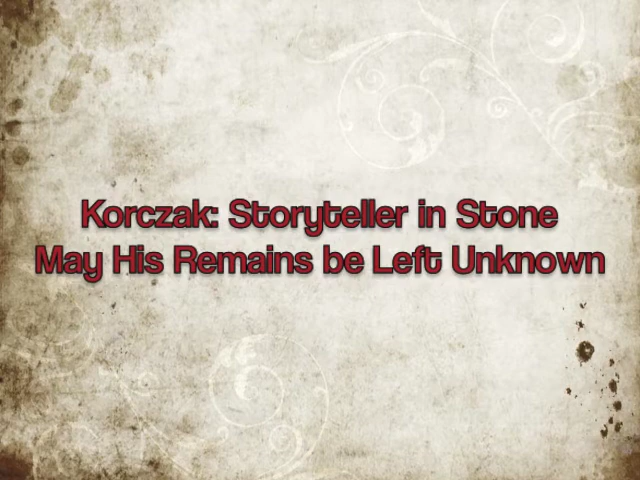 Korczak: Storyteller in Stone
May His Remains be Left Unknown